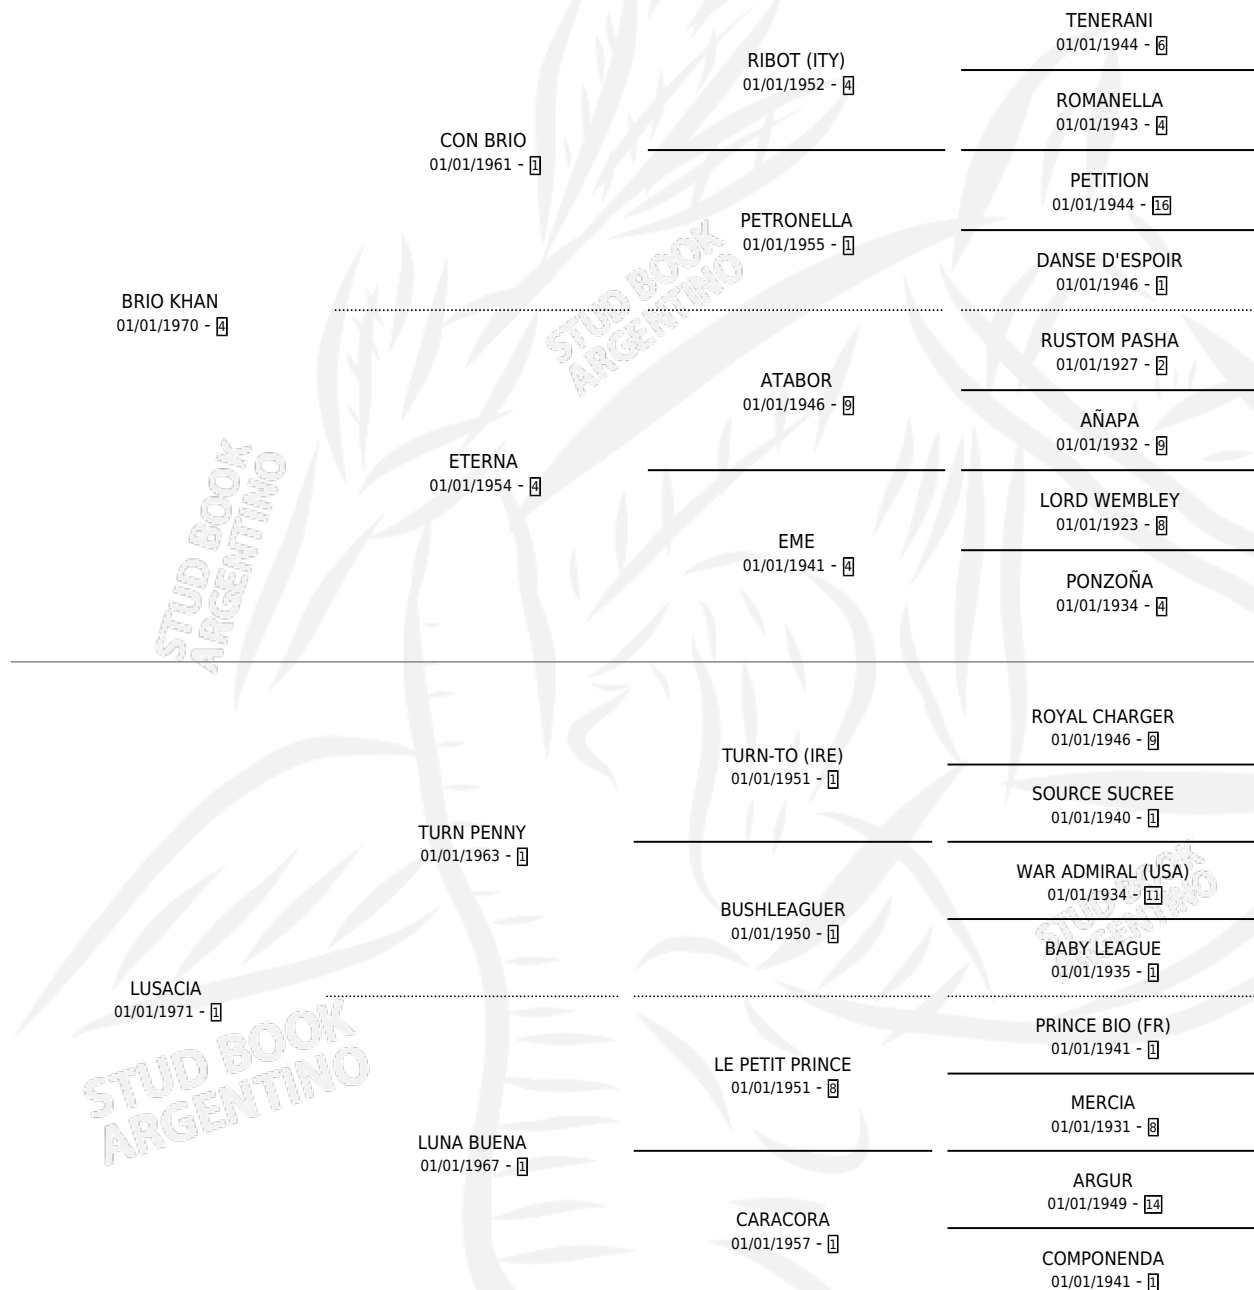 TENERANI
01/01/1944 - 6
RIBOT (ITY)
01/01/1952 - 4
ROMANELLA
01/01/1943 - 4
CON BRIO
01/01/1961 - 1
PETITION
01/01/1944 - 16
PETRONELLA
01/01/1955 - 1
DANSE D'ESPOIR
01/01/1946 - 1
BRIO KHAN
01/01/1970 - 4
RUSTOM PASHA
01/01/1927 - 2
ATABOR
01/01/1946 - 9
AÑAPA
01/01/1932 - 9
ETERNA
01/01/1954 - 4
LORD WEMBLEY
01/01/1923 - 8
EME
01/01/1941 - 4
PONZOÑA
01/01/1934 - 4
ROYAL CHARGER
01/01/1946 - 9
TURN-TO (IRE)
01/01/1951 - 1
SOURCE SUCREE
01/01/1940 - 1
TURN PENNY
01/01/1963 - 1
WAR ADMIRAL (USA)
01/01/1934 - 11
BUSHLEAGUER
01/01/1950 - 1
BABY LEAGUE
01/01/1935 - 1
LUSACIA
01/01/1971 - 1
PRINCE BIO (FR)
01/01/1941 - 1
LE PETIT PRINCE
01/01/1951 - 8
MERCIA
01/01/1931 - 8
LUNA BUENA
01/01/1967 - 1
ARGUR
01/01/1949 - 14
CARACORA
01/01/1957 - 1
COMPONENDA
01/01/1941 - 1
STUD BOOK
ARGENTINO
STUD BOOK
ARGENTINO
STUD BOOK
ARGENTINO
STUD BOOK
ARGENTINO